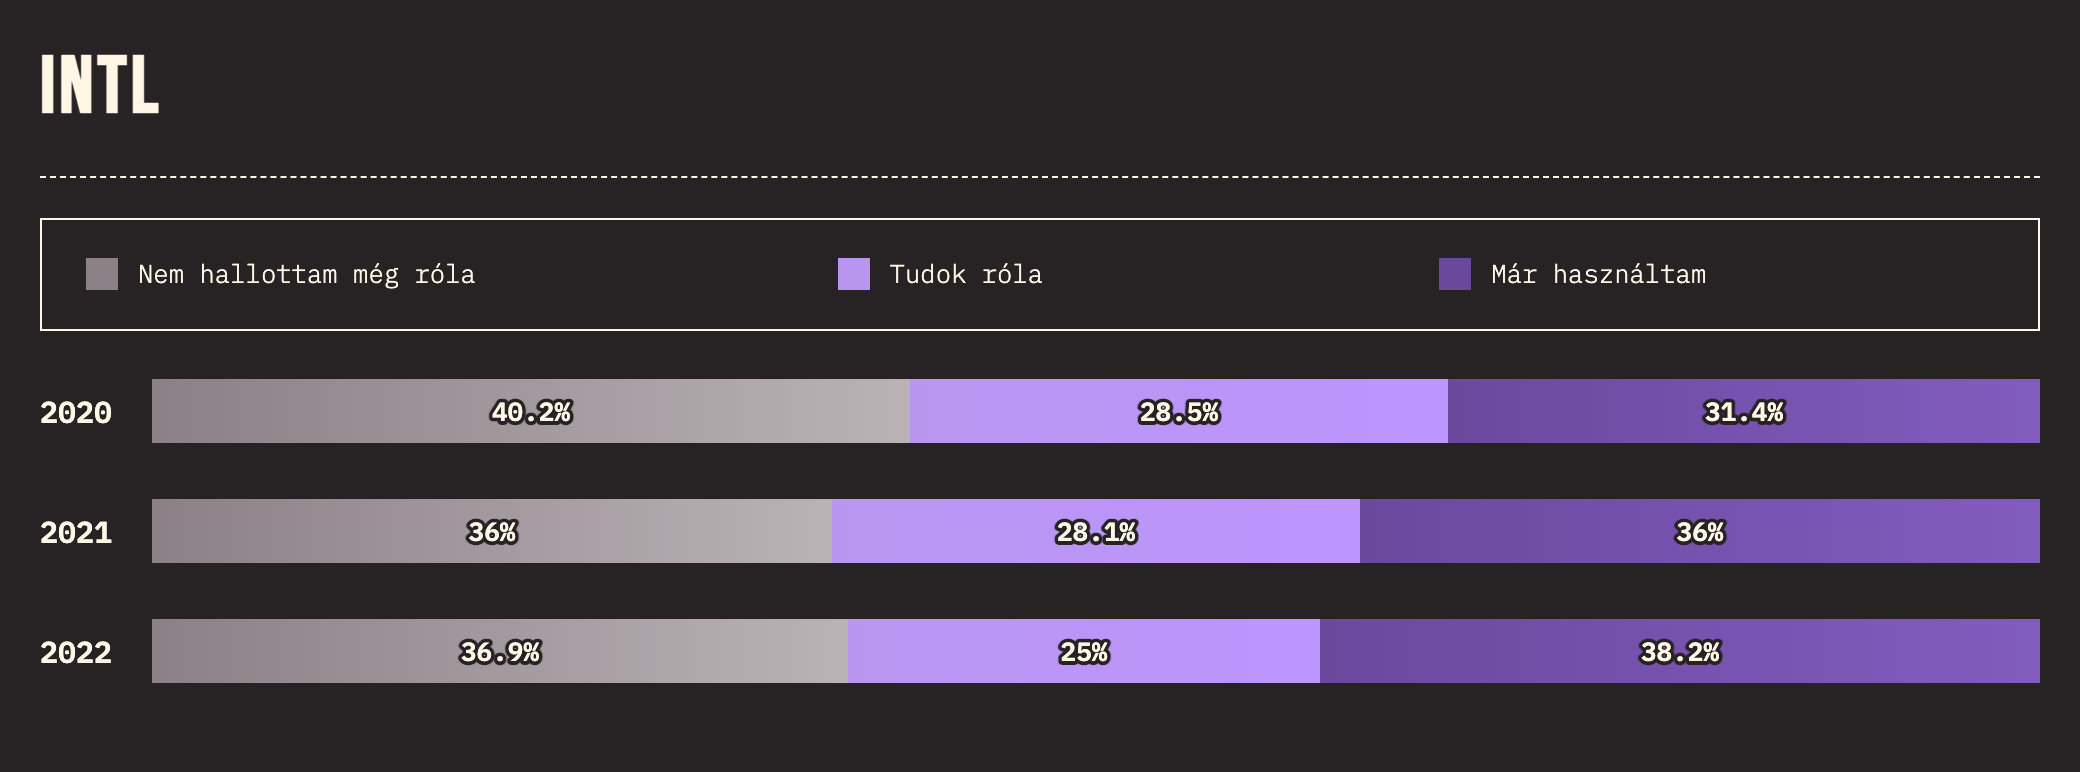 INTL
Nem hallottam még róla Tudok róla Már használtam
2020 40.2% 28.5% 31.4%
2021 36% 28.1% 36%
2022 36.9% 25% 38.2%